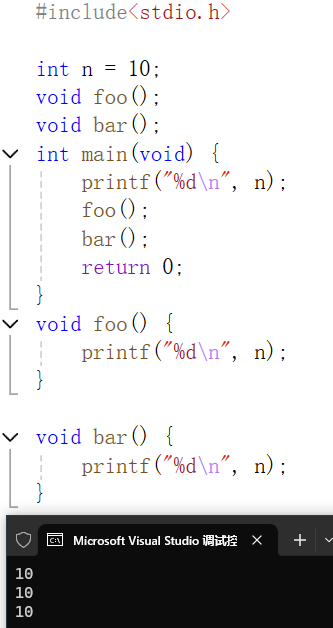 #include<stdio.h>
int n = 10;
void foo();
void bar();
int main(void) {
    printf("%d\n", n);
    foo();
    bar();
    return 0;
}
void foo() {
    printf("%d\n", n);
}
void bar() {
    printf("%d\n", n);
}
Microsoft Visual Studio 调试控
10
10
10